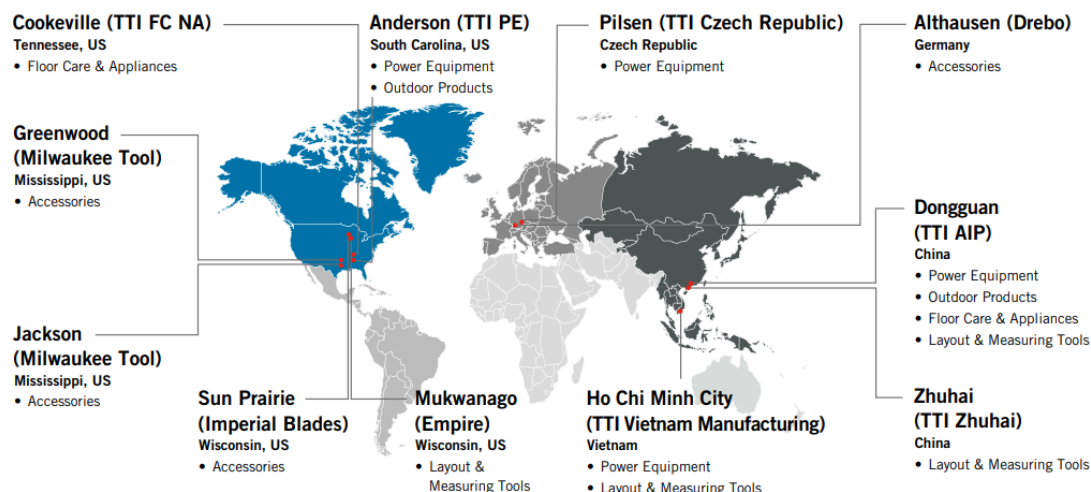 Cookeville (TTI FC NA)
Tennessee, US
• Floor Care & Appliances
Anderson (TTI PE)
South Carolina, US
• Power Equipment
• Outdoor Products
Pilsen (TTI Czech Republic)
Czech Republic
• Power Equipment
Althausen (Drebo)
Germany
• Accessories
Greenwood
(Milwaukee Tool)
Mississippi, US
• Accessories
Dongguan
(TTI AIP)
China
• Power Equipment
• Outdoor Products
• Floor Care & Appliances
• Layout & Measuring Tools
Jackson
(Milwaukee Tool)
Mississippi, US
• Accessories
Sun Prairie
(Imperial Blades)
Wisconsin, US
• Accessories
Mukwanago
(Empire)
Wisconsin, US
• Layout &
Measuring Tools
Ho Chi Minh City
(TTI Vietnam Manufacturing)
Vietnam
• Power Equipment
• Layout & Measuring Tools
Zhuhai
(TTI Zhuhai)
China
• Layout & Measuring Tools